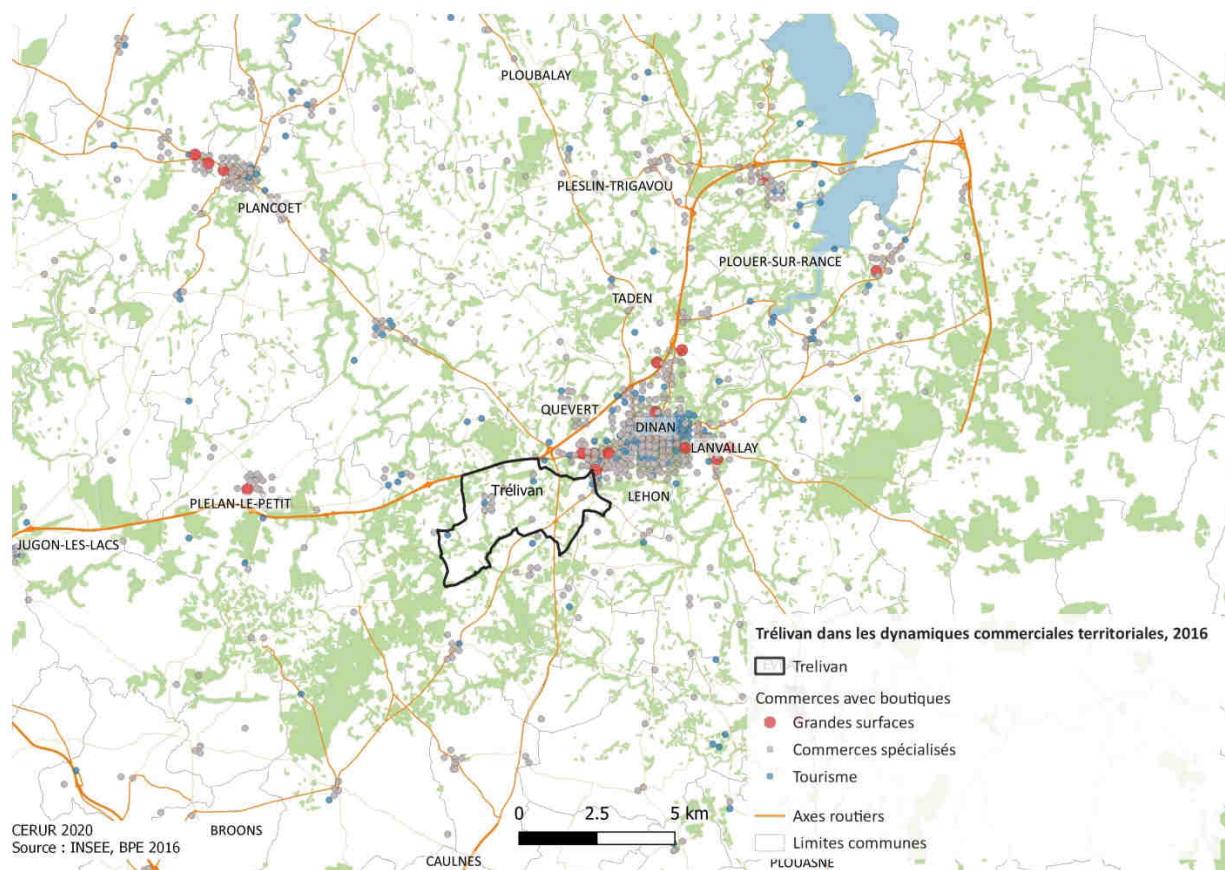 PLOUBALAY
PLESLIN-TRIGAVOU
PLANCOET
PLOUER-SUR-RANCE
TADEN
QUEVERT
DINAN
LANVALLAY
Trélivan
LEHON
PLELAN-LE-PETIT
JUGON-LES-LACS
Trélivan dans les dynamiques commerciales territoriales, 2016
Trelivan
Commerces avec boutiques
Grandes surfaces
Commerces spécialisés
Tourisme
0 2.5 5 km
Axes routiers
CERUR 2020
BROONS
Limites communes
Source : INSEE, BPE 2016
CAULNES
PLOUASNE